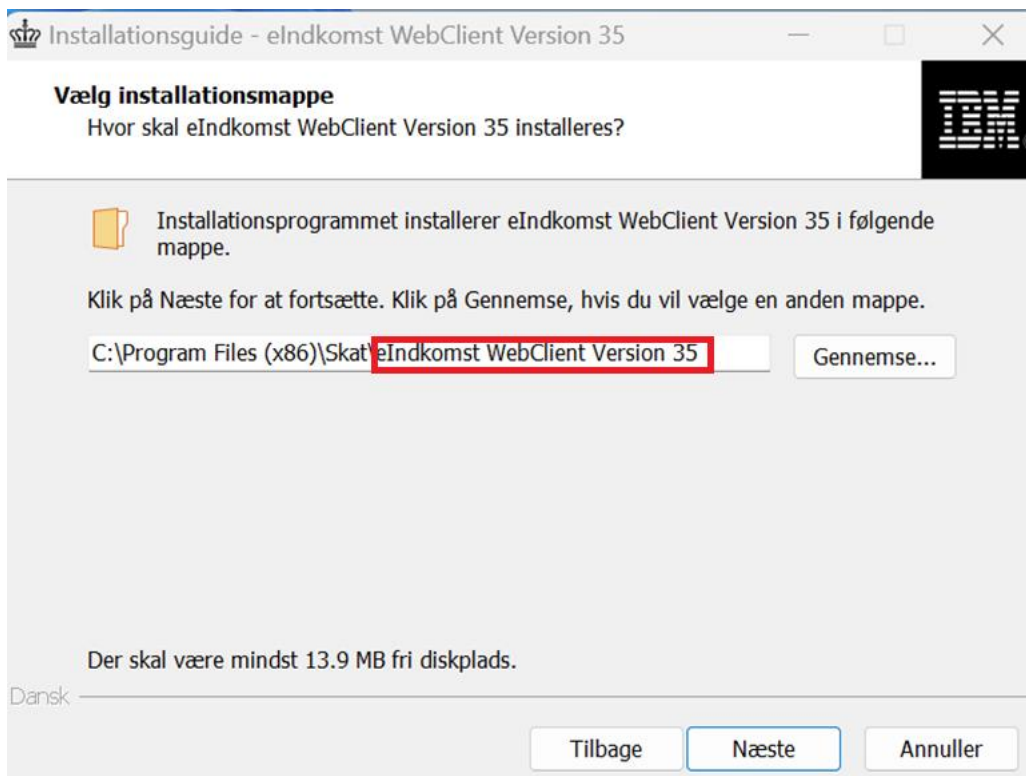 Installationsguide - eIndkomst WebClient Version 35
Vælg installationsmappe
Hvor skal eIndkomst WebClient Version 35 installeres?
IBM
Installationsprogrammet installerer eIndkomst WebClient Version 35 i følgende
mappe.
Klik på Næste for at fortsætte. Klik på Gennemse, hvis du vil vælge en anden mappe.
C:\Program Files (x86)\Skat\eIndkomst WebClient Version 35
Gennemse...
Der skal være mindst 13.9 MB fri diskplads.
Dansk
Tilbage
Næste
Annuller